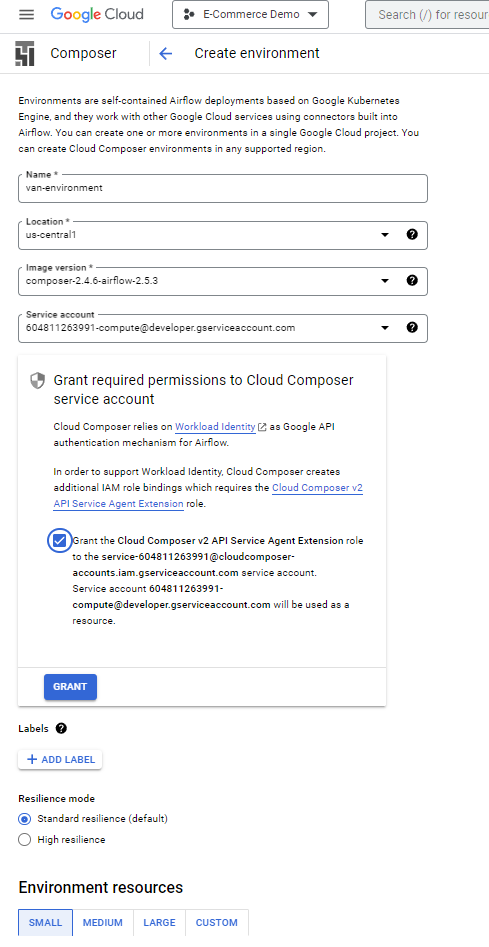 Google Cloud
E-Commerce Demo
Search (/) for resour
Composer
Create environment
Environments are self-contained Airflow deployments based on Google Kubernetes
Engine, and they work with other Google Cloud services using connectors built into
Airflow. You can create one or more environments in a single Google Cloud project. You
can create Cloud Composer environments in any supported region.
Name *
van-environment
Location *
us-central1
Image version *
composer-2.4.6-airflow-2.5.3
Service account
604811263991-compute@developer.gserviceaccount.com
Grant required permissions to Cloud Composer
service account
Cloud Composer relies on Workload Identity as Google API
authentication mechanism for Airflow.
In order to support Workload Identity, Cloud Composer creates
additional IAM role bindings which requires the Cloud Composer v2
API Service Agent Extension role.
Grant the Cloud Composer v2 API Service Agent Extension role
to the service-604811263991@cloudcomposer-
accounts.iam.gserviceaccount.com service account.
Service account 604811263991-
compute@developer.gserviceaccount.com will be used as a
resource.
GRANT
Labels
+ ADD LABEL
Resilience mode
Standard resilience (default)
High resilience
Environment resources
SMALL MEDIUM LARGE CUSTOM